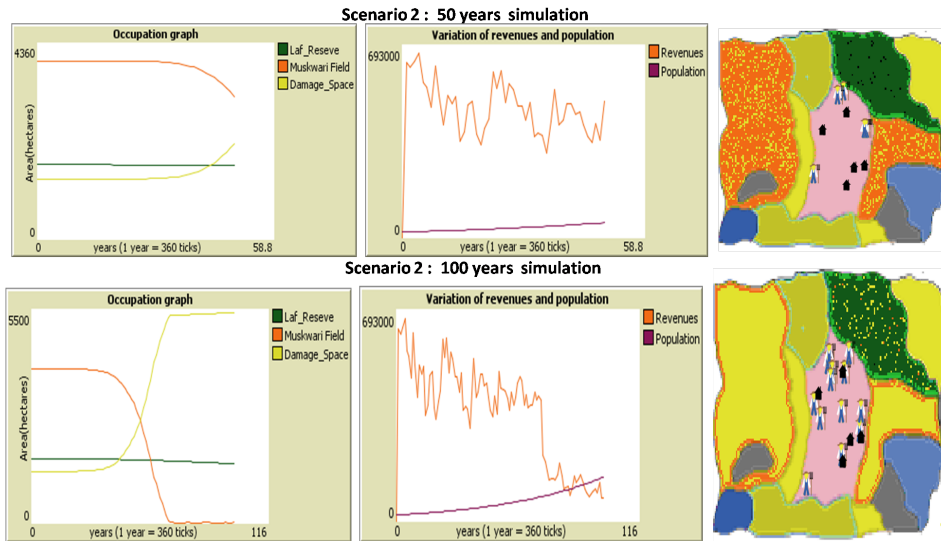 Scenario 2 : 50 years simulation
Occupation graph
4360
Area(hectares)
0
0
years (1 year = 360 ticks)
58.8
Laf_Reseve
Muskwari Field
Damage_Space
Variation of revenues and population
693000
0
0
years (1 year = 360 ticks)
58.8
Revenues
Population
Scenario 2 : 100 years simulation
Occupation graph
5500
Area(hectares)
0
0
years (1 year = 360 ticks)
116
Laf_Reseve
Muskwari Field
Damage_Space
Variation of revenues and population
693000
0
0
years (1 year = 360 ticks)
116
Revenues
Population